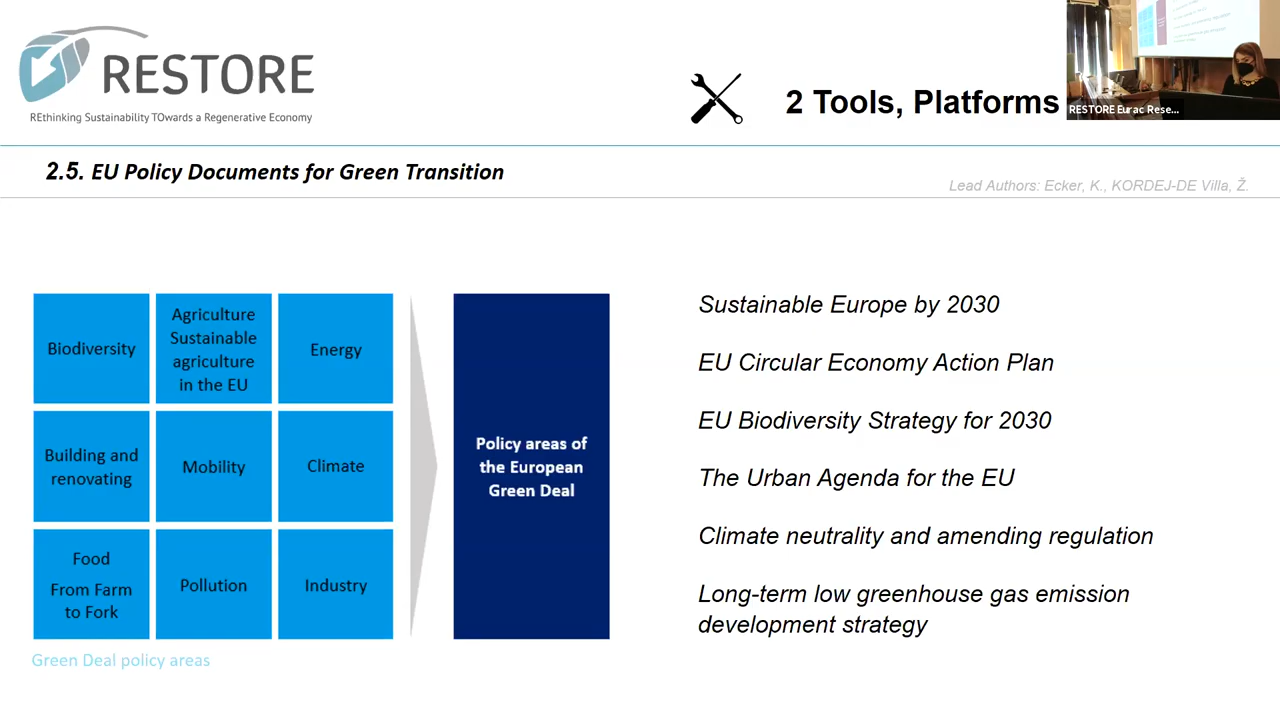 RESTORE
REthinking Sustainability TOwards a Regenerative Economy
2 Tools, Platforms
RESTORE Eurac Rese...
2.5. EU Policy Documents for Green Transition
Lead Authors: Ecker, K., KORDEJ-DE Villa, Ž.
Biodiversity
Agriculture
Sustainable
agriculture
in the EU
Energy
Building and
renovating
Mobility
Climate
Food
From Farm
to Fork
Pollution
Industry
Policy areas of
the European
Green Deal
Green Deal policy areas
Sustainable Europe by 2030
EU Circular Economy Action Plan
EU Biodiversity Strategy for 2030
The Urban Agenda for the EU
Climate neutrality and amending regulation
Long-term low greenhouse gas emission
development strategy